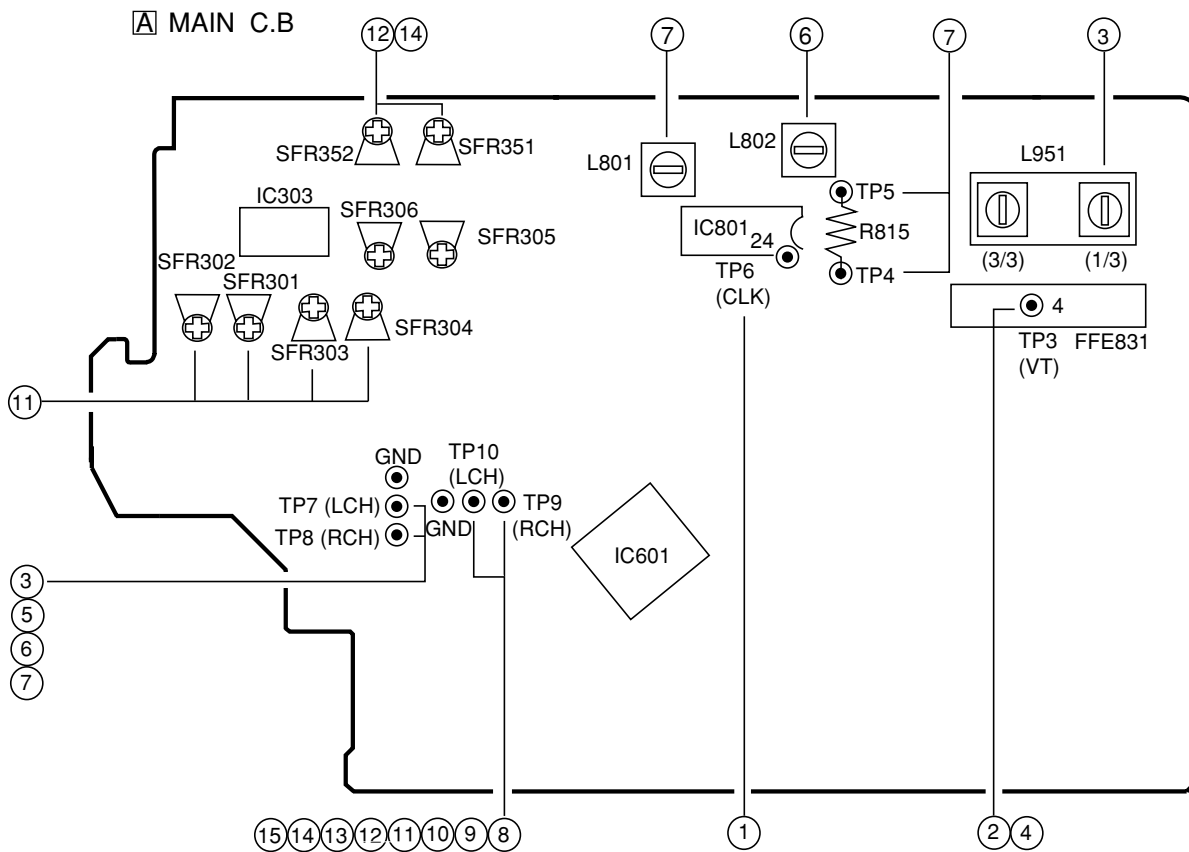 A MAIN C.B
12 14
7
6
7
3
SFR352
SFR351
L801
L802
L951
TP5
IC303
SFR306
SFR305
IC801
24
R815
TP6
(CLK)
TP4
(3/3)
(1/3)
SFR302
SFR301
SFR303
SFR304
4
TP3
(VT)
FFE831
11
GND
TP10
(LCH)
TP7 (LCH)
TP8 (RCH)
GND
TP9
(RCH)
IC601
3
5
6
7
15 14 13 12 11 10 9 8
1
2 4